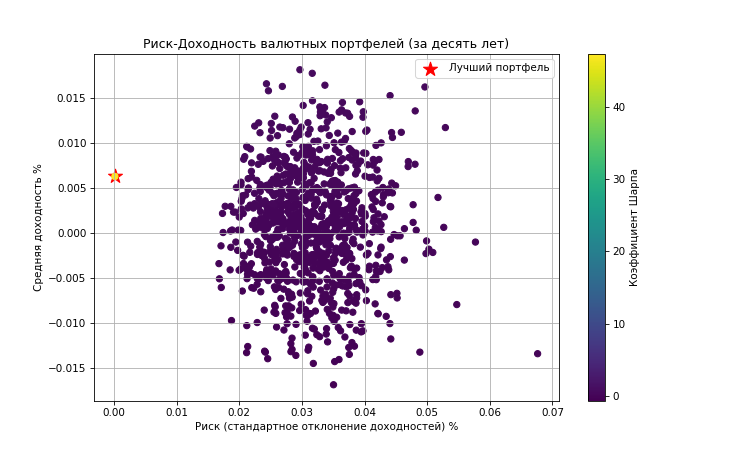 Риск-Доходность валютных портфелей (за десять лет)
Лучший портфель
Средняя доходность %
0.015
0.010
0.005
0.000
−0.005
−0.010
−0.015
0.00 0.01 0.02 0.03 0.04 0.05 0.06 0.07
Риск (стандартное отклонение доходностей) %
40
30
20
10
0
Коэффициент Шарпа